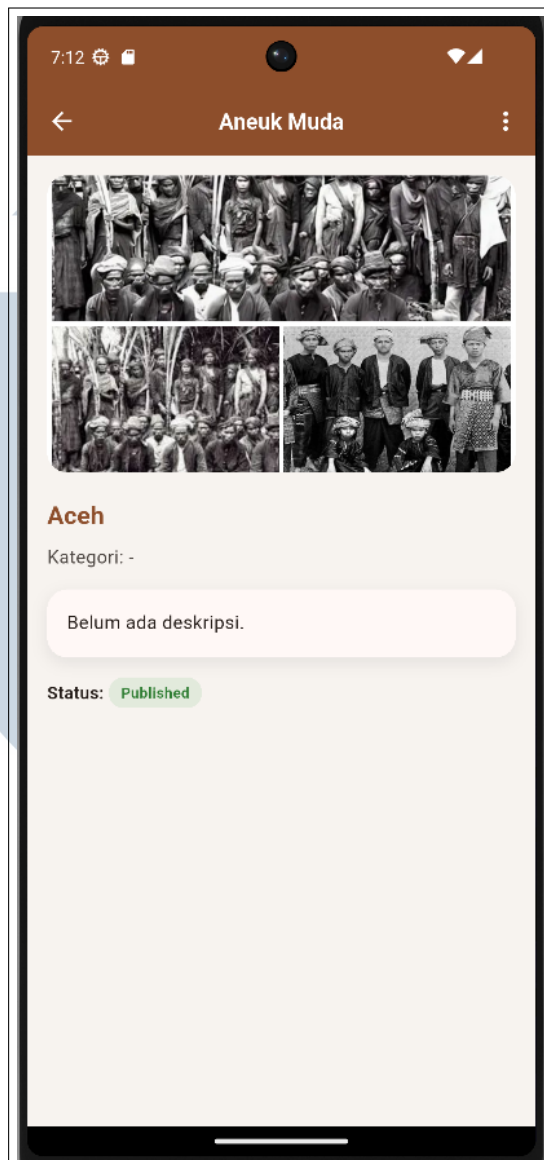 7:12
Aneuk Muda
Aceh
Kategori: -
Belum ada deskripsi.
Status: Published